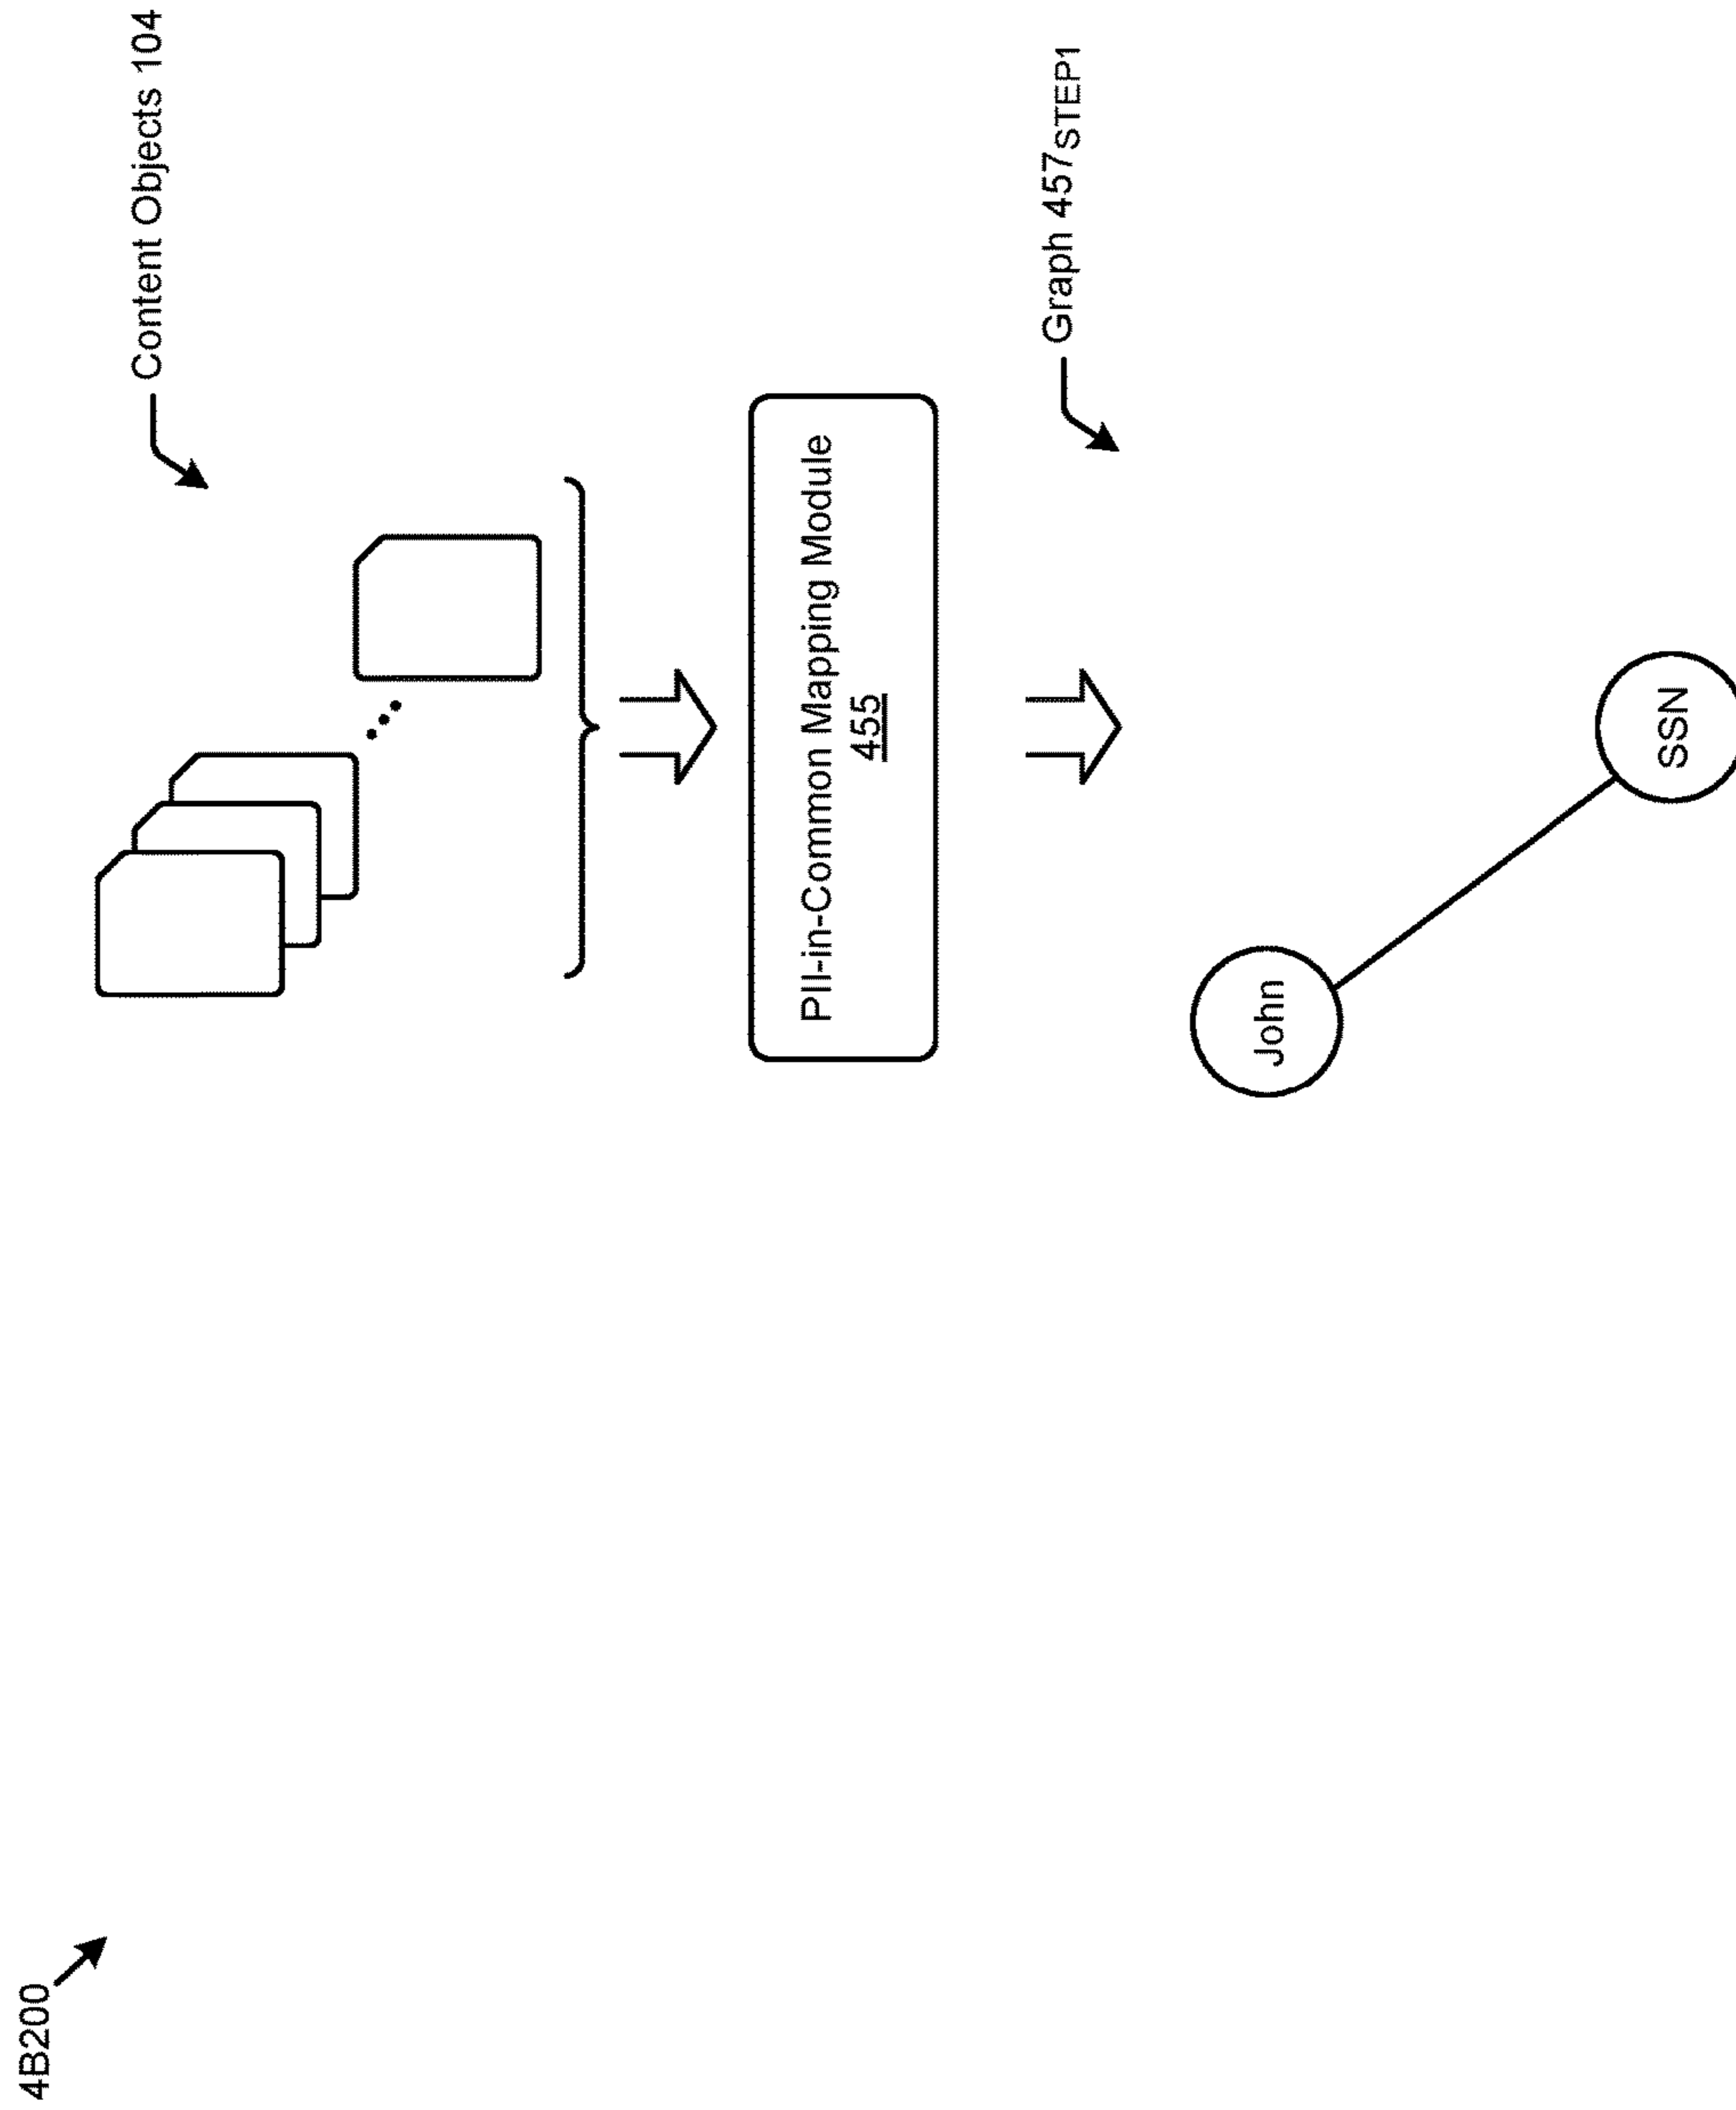 4B200
Content Objects 104
PII-in-Common Mapping Module
455
Graph 457STEP1
John
SSN